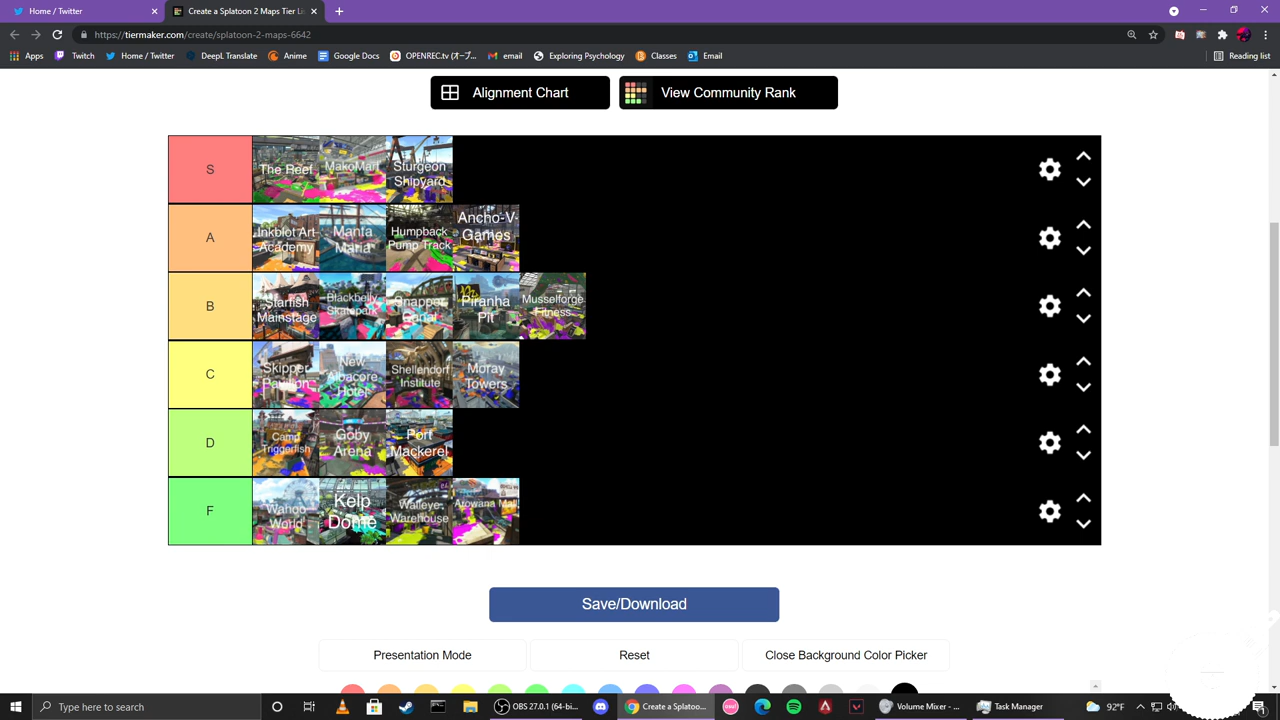 Home / Twitter
Create a Splatoon 2 Maps Tier Li
https://tiermaker.com/create/splatoon-2-maps-6642
Apps Twitch Home / Twitter DeepL Translate Anime Google Docs OPENREC.tv (オープ... email Exploring Psychology Classes Email Reading list
Alignment Chart View Community Rank
S The Reef MakoMart Sturgeon Shipyard
A Inkblot Art Academy Manta Maria Humpback Pump Track Ancho-V Games
B Starfish Mainstage Blackbelly Skatepark Snapper Canal Piranha Pit Musselforge Fitness
C Skipper Pavilion New Albacore Hotel Shellendorf Institute Moray Towers
D Camp Triggerfish Goby Arena Port Mackerel
F Wahoo World Kelp Dome Walleye Warehouse Arowana Mall
Save/Download
Presentation Mode Reset Close Background Color Picker
Type here to search OBS 27.0.1 (64-bi... Create a Splatoo... Volume Mixer - ... Task Manager 92°F